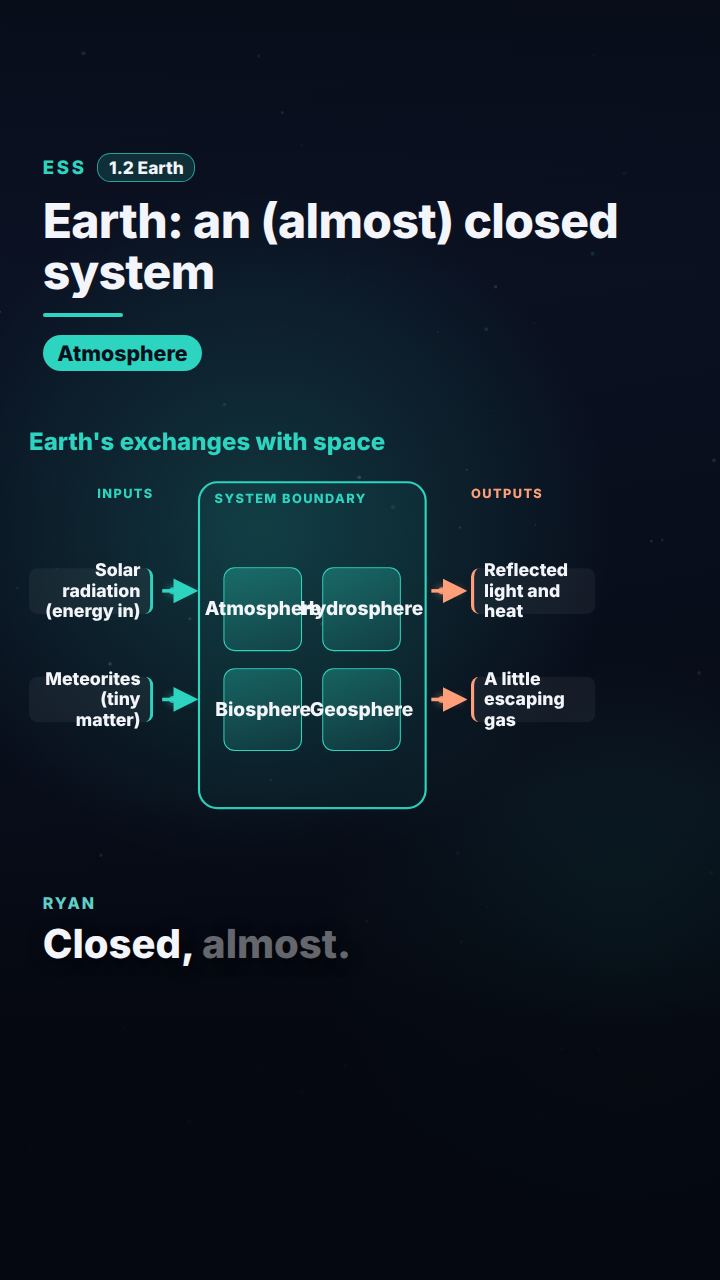 ESS 1.2 Earth
Earth: an (almost) closed
system
Atmosphere
Earth's exchanges with space
INPUTS
SYSTEM BOUNDARY
OUTPUTS
Solar
radiation
(energy in)
Atmosphere
Hydrosphere
Reflected
light and
heat
Meteorites
(tiny
matter)
Biosphere
Geosphere
A little
escaping
gas
RYAN
Closed, almost.